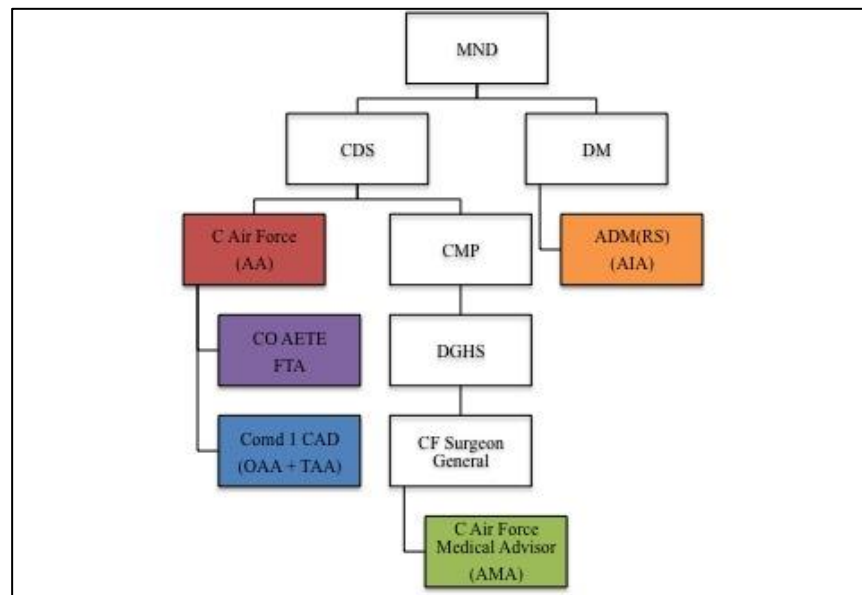 MND
CDS
DM
C Air Force
(AA)
CMP
ADM(RS)
(AIA)
CO AETE
FTA
DGHS
Comd 1 CAD
(OAA + TAA)
CF Surgeon
General
C Air Force
Medical Advisor
(AMA)